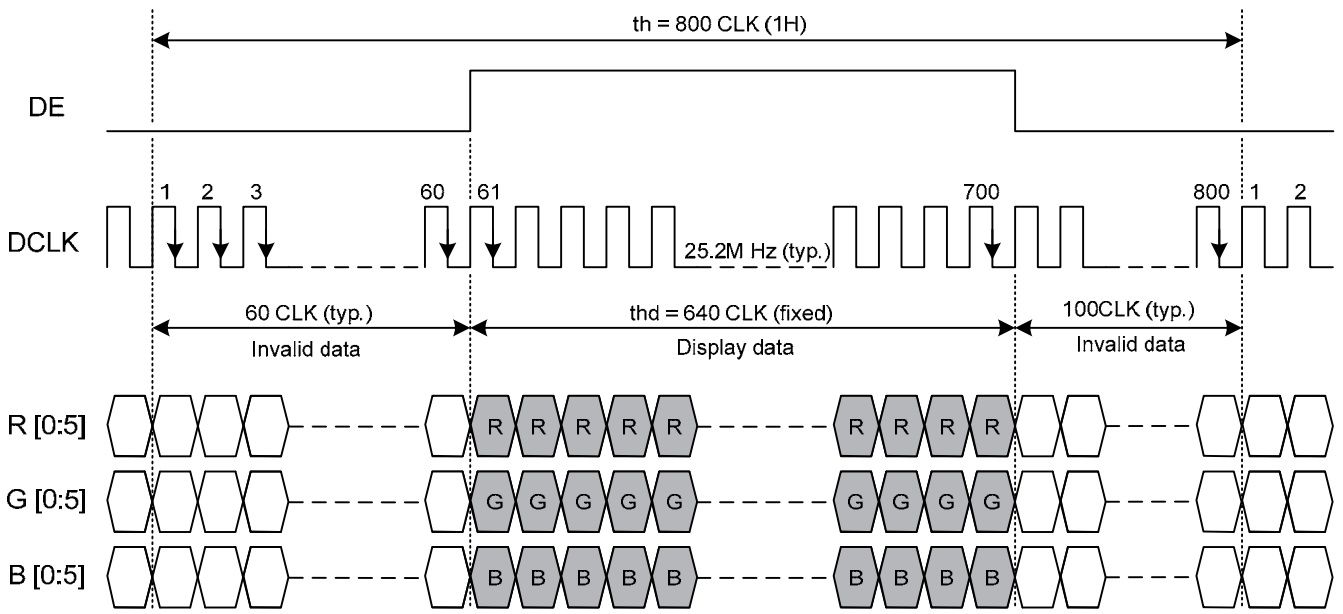 th = 800 CLK (1H)
DE
1 2 3 60 61 700 800 1 2
DCLK
25.2M Hz (typ.)
60 CLK (typ.) thd = 640 CLK (fixed) 100CLK (typ.)
Invalid data Display data Invalid data
R [0:5] R R R R R R R R R
G [0:5] G G G G G G G G G
B [0:5] B B B B B B B B B